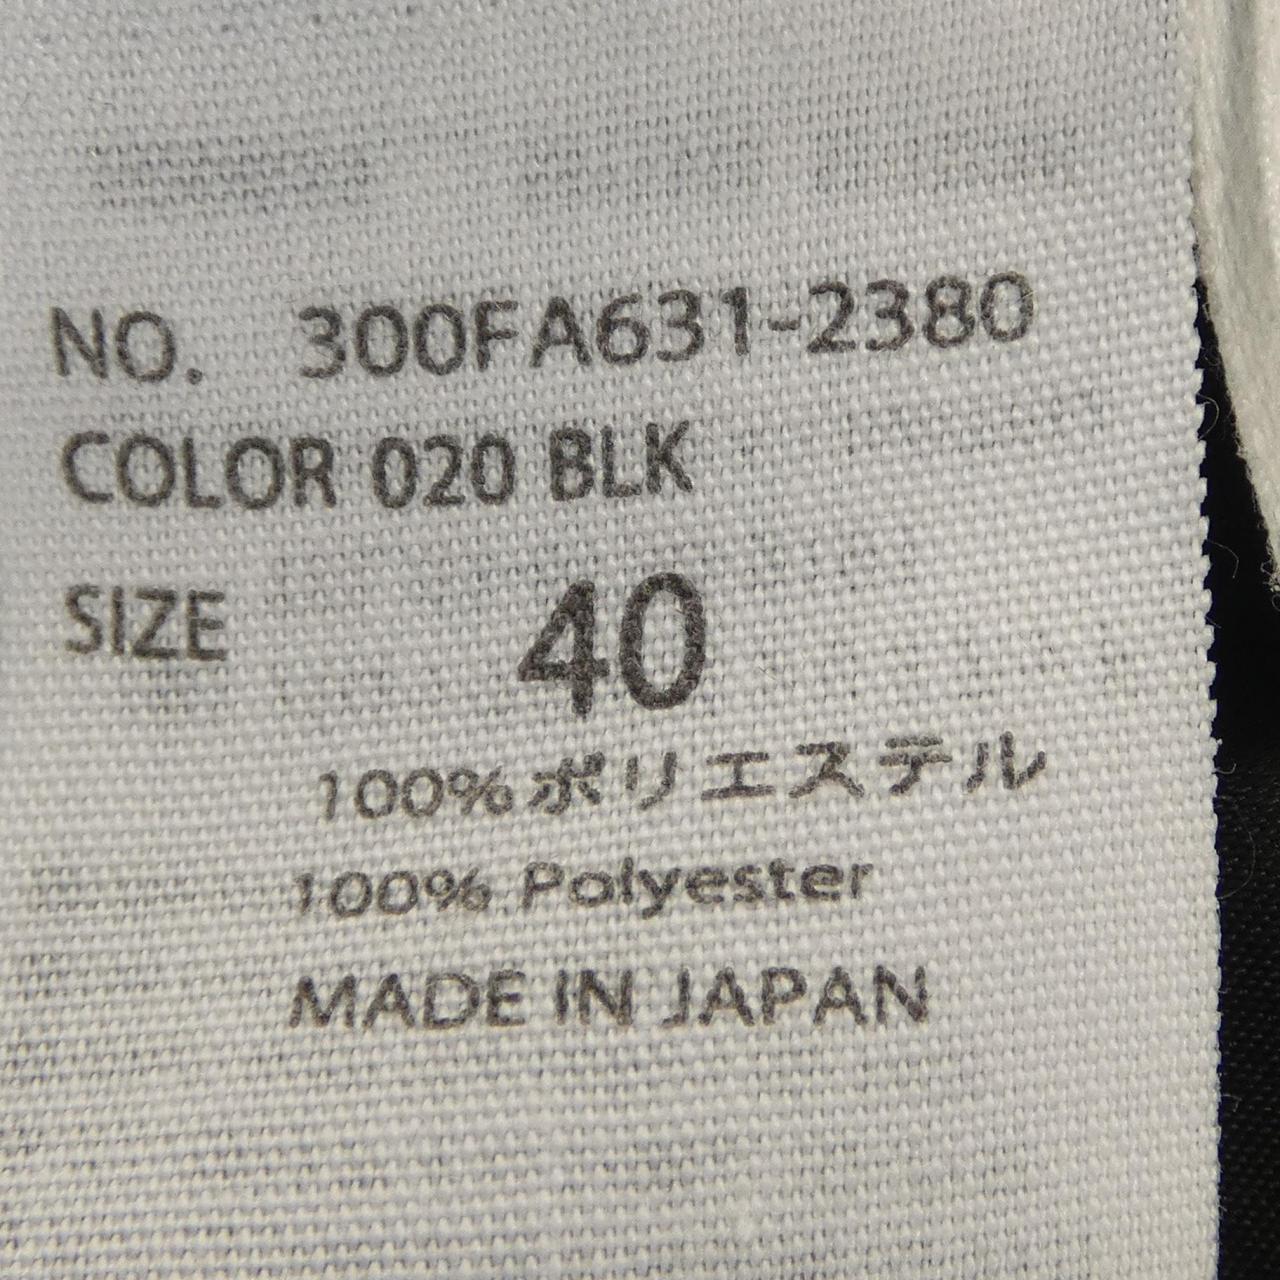 NO. 300FA631-2380
COLOR 020 BLK
SIZE 40
100%ポリエステル
100% Polyester
MADE IN JAPAN